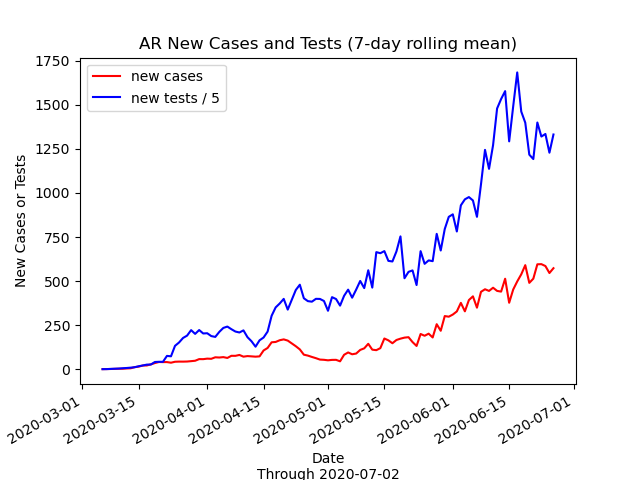 AR New Cases and Tests (7-day rolling mean)
new cases
new tests / 5
New Cases or Tests
1750
1500
1250
1000
750
500
250
0
2020-03-01
2020-03-15
2020-04-01
2020-04-15
2020-05-01
2020-05-15
2020-06-01
2020-06-15
2020-07-01
Date
Through 2020-07-02